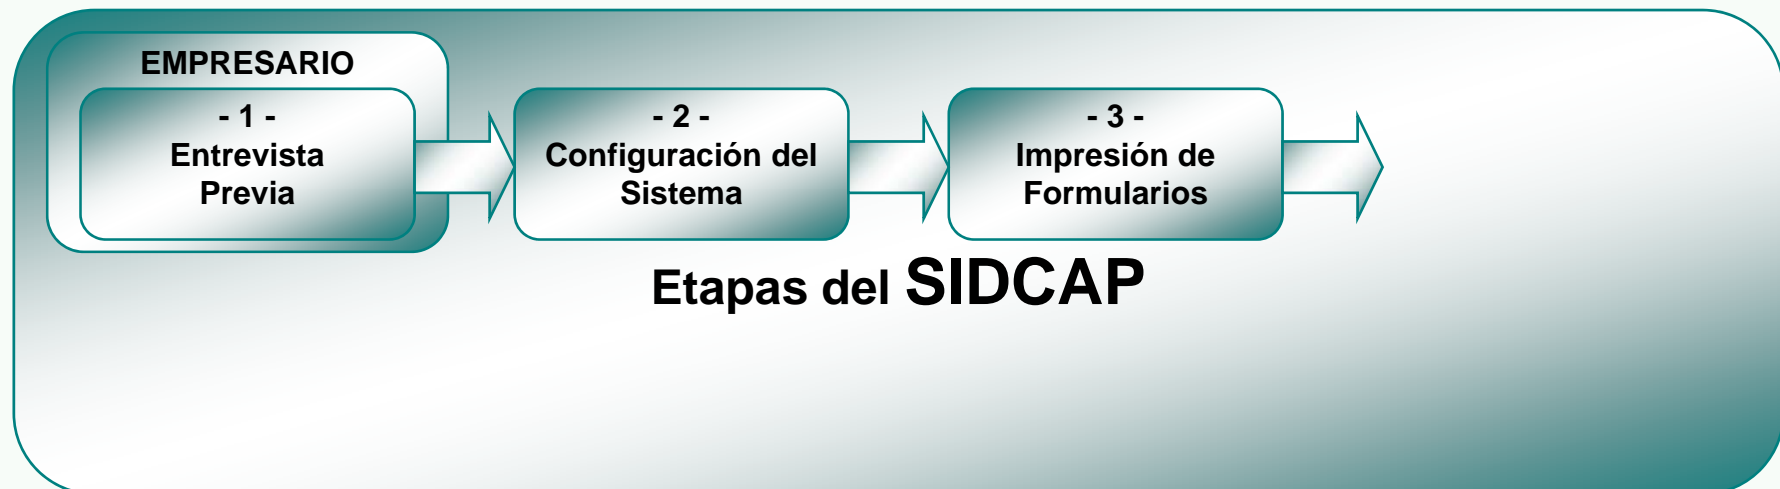 EMPRESARIO
- 1 -
Entrevista
Previa
- 2 -
Configuración del
Sistema
- 3 -
Impresión de
Formularios
Etapas del SIDCAP